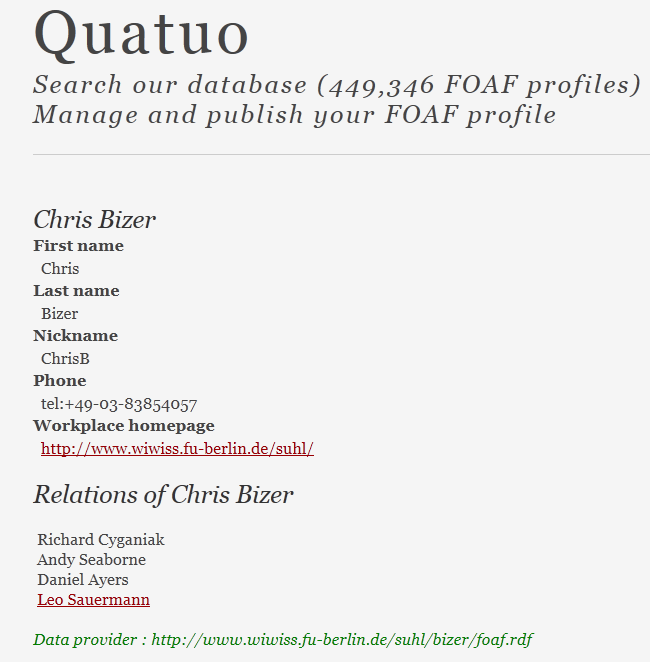 Quatuo
Search our database (449,346 FOAF profiles)
Manage and publish your FOAF profile
Chris Bizer
First name
Chris
Last name
Bizer
Nickname
ChrisB
Phone
tel:+49-03-83854057
Workplace homepage
http://www.wiwiss.fu-berlin.de/suhl/
Relations of Chris Bizer
Richard Cyganiak
Andy Seaborne
Daniel Ayers
Leo Sauermann
Data provider : http://www.wiwiss.fu-berlin.de/suhl/bizer/foaf.rdf